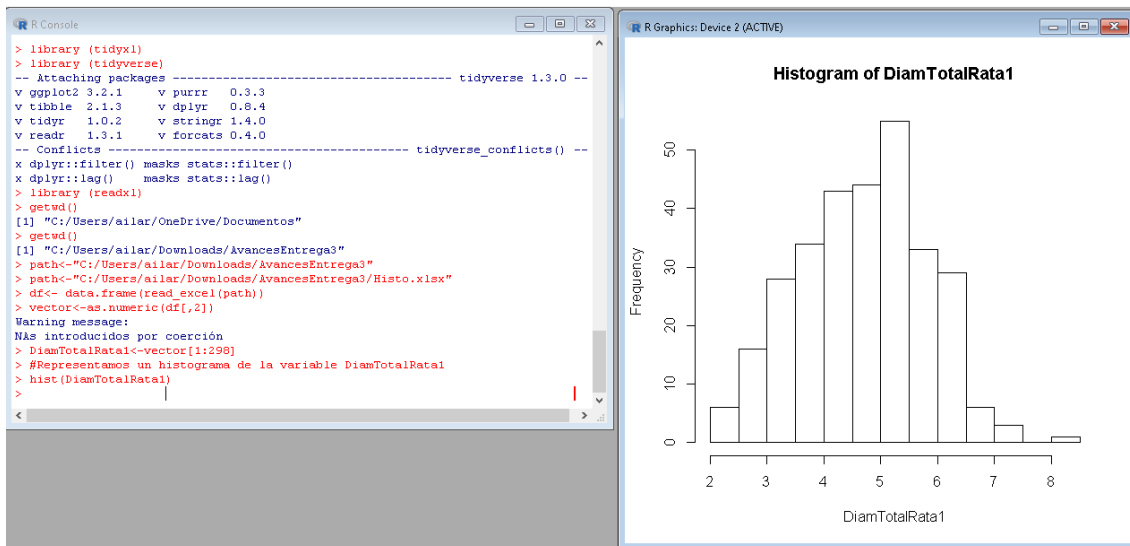 R Console
> library (tidyxl)
> library (tidyverse)
-- Attaching packages --------------------------------------- tidyverse 1.3.0 --
v ggplot2 3.2.1     v purrr   0.3.3
v tibble  2.1.3     v dplyr   0.8.4
v tidyr   1.0.2     v stringr 1.4.0
v readr   1.3.1     v forcats 0.4.0
-- Conflicts ------------------------------------------ tidyverse_conflicts() --
x dplyr::filter() masks stats::filter()
x dplyr::lag()    masks stats::lag()
> library (readxl)
> getwd()
[1] "C:/Users/ailar/OneDrive/Documentos"
> getwd()
[1] "C:/Users/ailar/Downloads/AvancesEntrega3"
> path<-"C:/Users/ailar/Downloads/AvancesEntrega3"
> path<-"C:/Users/ailar/Downloads/AvancesEntrega3/Histo.xlsx"
> df<- data.frame(read_excel(path))
> vector<-as.numeric(df[,2])
Warning message:
NAs introducidos por coerción
> DiamTotalRata1<-vector[1:298]
> #Representamos un histograma de la variable DiamTotalRata1
> hist(DiamTotalRata1)
>
R Graphics: Device 2 (ACTIVE)
Histogram of DiamTotalRata1
Frequency
50
40
30
20
10
0
2 3 4 5 6 7 8
DiamTotalRata1